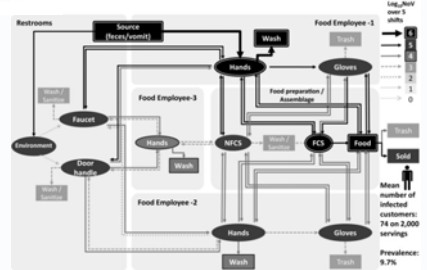 Restrooms
Source
(feces/vomit)
Food Employee -1
Log₁₀NoV
over 5
shifts
Wash
Trash
6
5
4
3
2
1
0
Hands
Gloves
Wash /
Sanitize
Food preparation /
Assemblage
Food Employee-3
Faucet
Environment
Hands
NFCS
Wash /
Sanitize
FCS
Food
Trash
Sold
Door
handle
Wash
Wash /
Sanitize
Food Employee -2
Mean
number of
infected
customers:
74 on 2,000
servings
Prevalence:
9.7%
Hands
Gloves
Wash
Trash